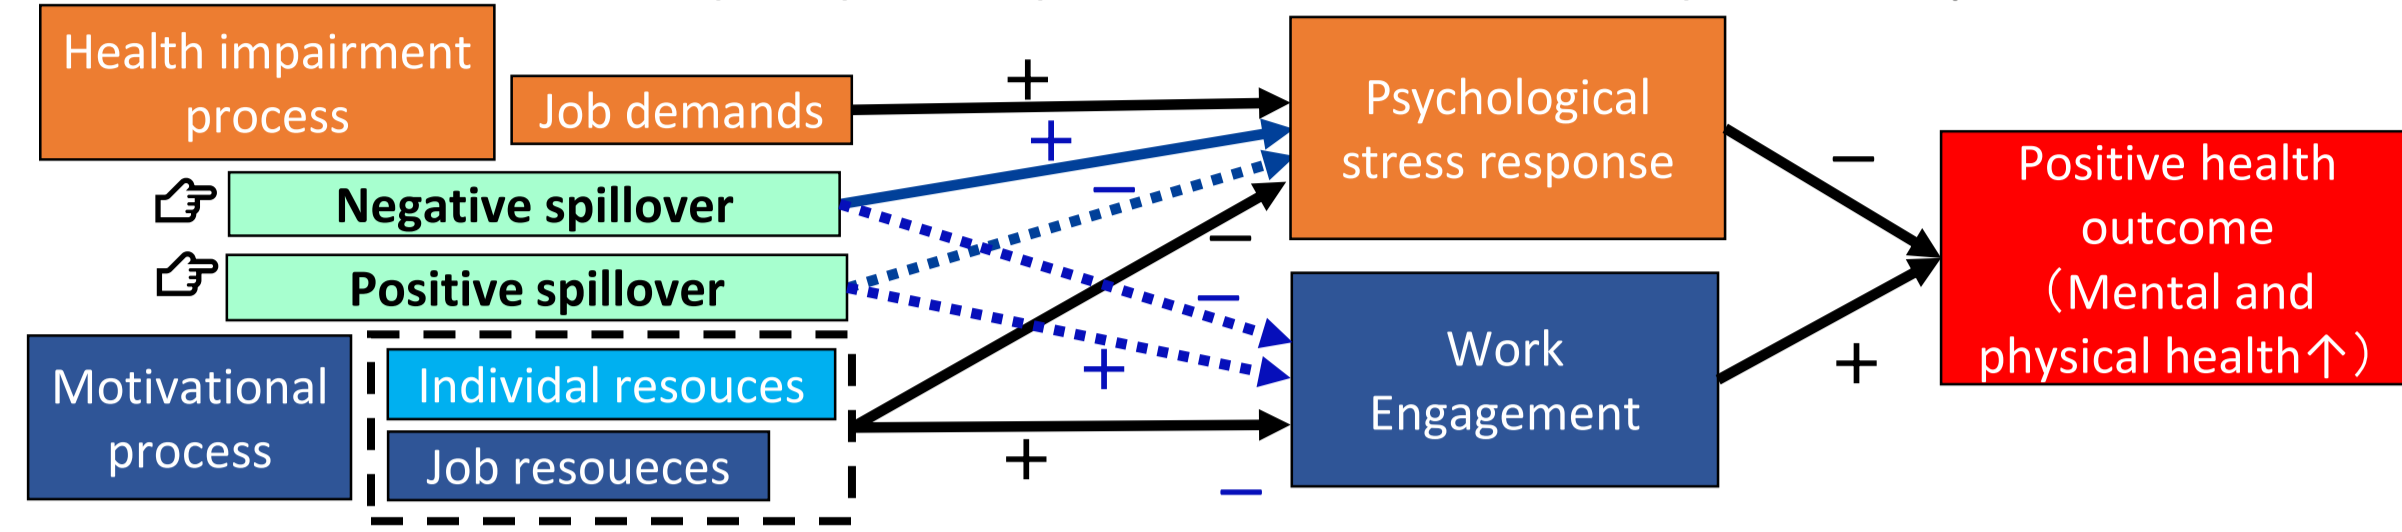 Health impairment
process
Job demands
+
+
Psychological
stress response
−
Positive health
outcome
（Mental and
physical health↑）
Negative spillover
−
−
Positive spillover
−
+
+
Work
Engagement
Motivational
process
Individal resouces
Job resoueces
+
−